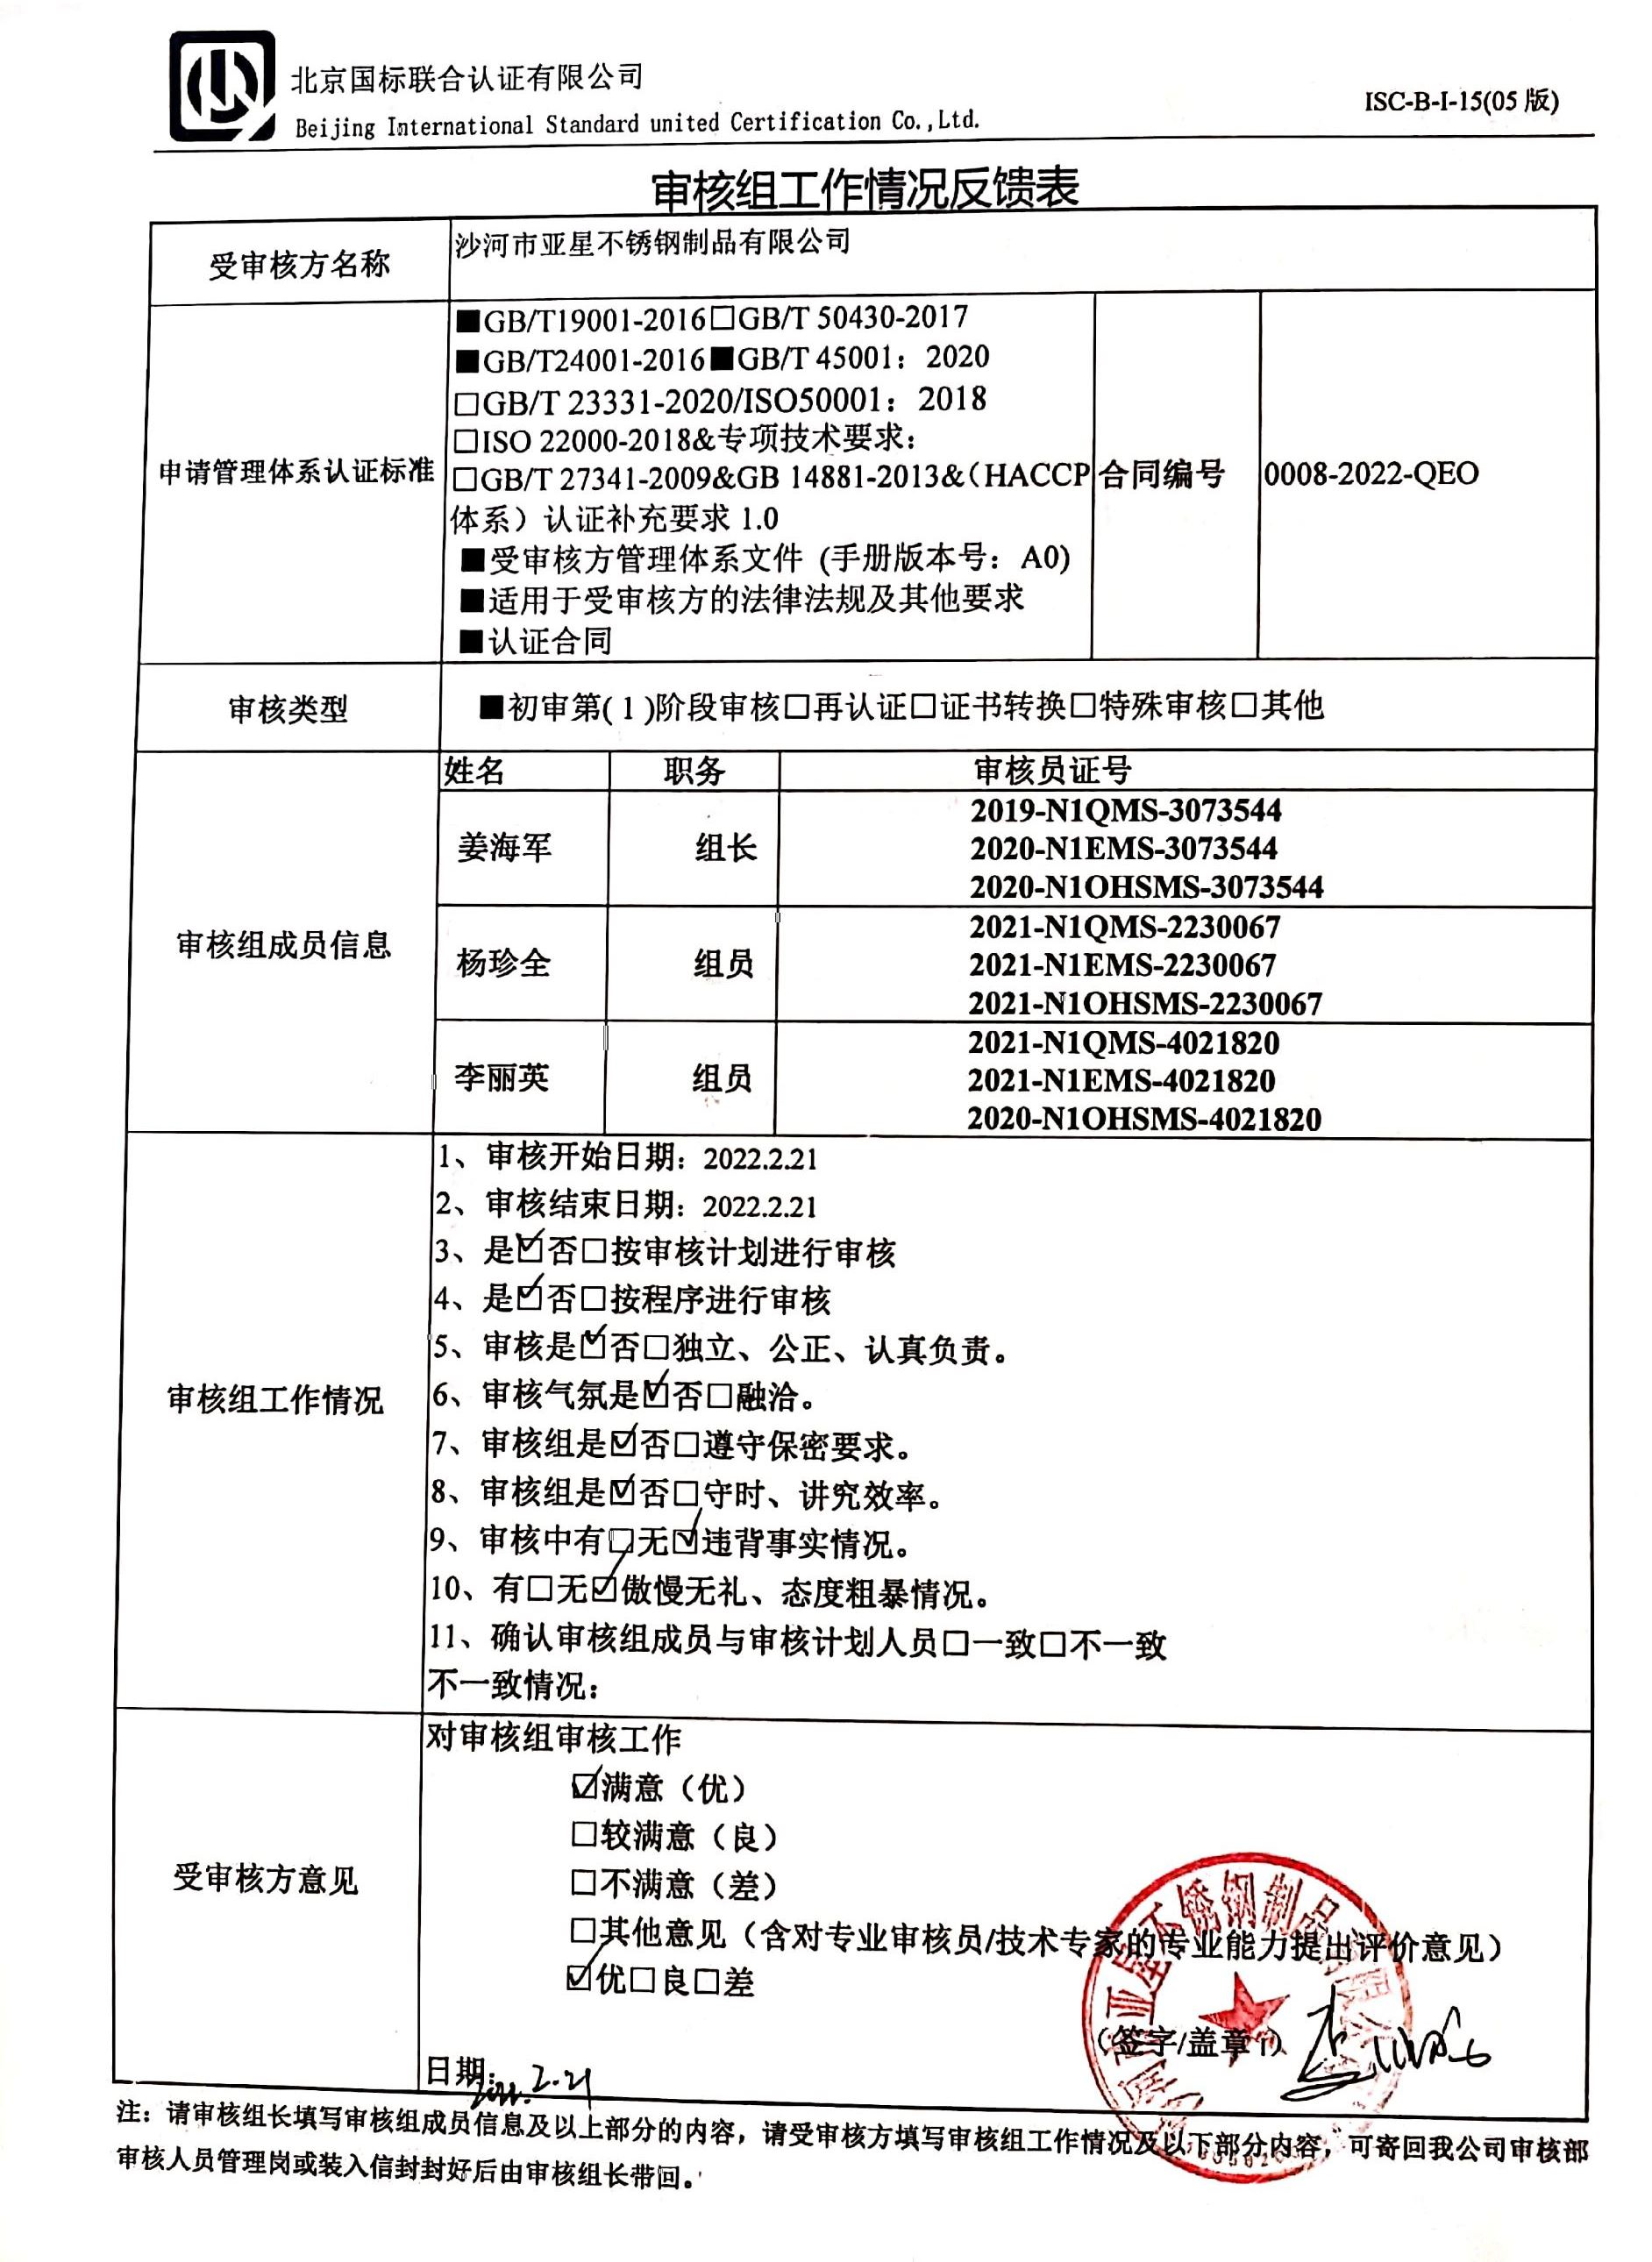 北京国标联合认证有限公司
Beijing International Standard united Certification Co.,Ltd.
ISC-B-I-15(05 版)
审核组工作情况反馈表
受审核方名称
沙河市亚星不锈钢制品有限公司
申请管理体系认证标准
■GB/T19001-2016□GB/T 50430-2017
■GB/T24001-2016■GB/T 45001：2020
□GB/T 23331-2020/ISO50001：2018
□ISO 22000-2018&专项技术要求：
□GB/T 27341-2009&GB 14881-2013&（HACCP
体系）认证补充要求 1.0
■受审核方管理体系文件 (手册版本号：A0)
■适用于受审核方的法律法规及其他要求
■认证合同
合同编号
0008-2022-QEO
审核类型
■初审第( 1 )阶段审核□再认证□证书转换□特殊审核□其他
审核组成员信息
姓名 职务 审核员证号
姜海军 组长
2019-N1QMS-3073544
2020-N1EMS-3073544
2020-N1OHSMS-3073544
杨珍全 组员
2021-N1QMS-2230067
2021-N1EMS-2230067
2021-N1OHSMS-2230067
李丽英 组员
2021-N1QMS-4021820
2021-N1EMS-4021820
2020-N1OHSMS-4021820
审核组工作情况
1、审核开始日期：2022.2.21
2、审核结束日期：2022.2.21
3、是☑否□按审核计划进行审核
4、是☑否□按程序进行审核
5、审核是☑否□独立、公正、认真负责。
6、审核气氛是☑否□融洽。
7、审核组是☑否□遵守保密要求。
8、审核组是☑否□守时、讲究效率。
9、审核中有□无☑违背事实情况。
10、有□无☑傲慢无礼、态度粗暴情况。
11、确认审核组成员与审核计划人员□一致□不一致
不一致情况：
受审核方意见
对审核组审核工作
☑满意（优）
□较满意（良）
□不满意（差）
□其他意见（含对专业审核员/技术专家的专业能力提出评价意见）
☑优□良□差
（签字/盖章）
日期：2022.2.21
注：请审核组长填写审核组成员信息及以上部分的内容，请受审核方填写审核组工作情况及以下部分内容，可寄回我公司审核部
审核人员管理岗或装入信封封好后由审核组长带回。